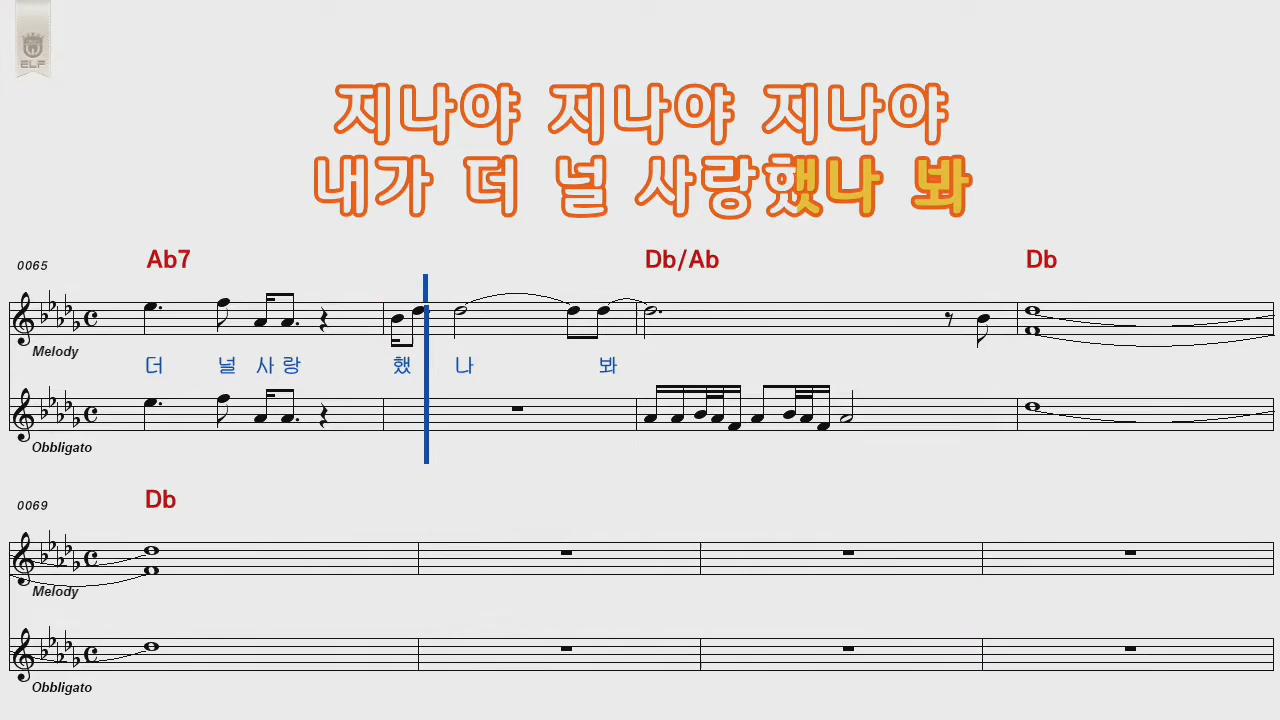 ELF
지나야 지나야 지나야
내가 더 널 사랑했나 봐
0065 Ab7 Db/Ab Db
Melody
더 널 사 랑 했 나 봐
Obbligato
0069 Db
Melody
Obbligato